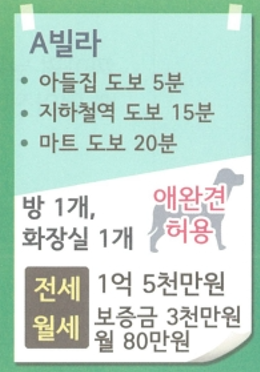 A빌라
• 아들집 도보 5분
• 지하철역 도보 15분
• 마트 도보 20분
방 1개,
화장실 1개
애완견
허용
전세 1억 5천만원
월세 보증금 3천만원
월 80만원